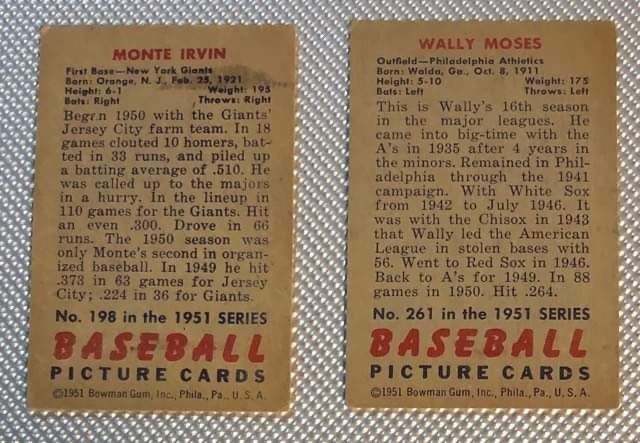 MONTE IRVIN
First Base—New York Giants
Born: Orange, N. J., Feb. 25, 1921
Height: 6-1 Weight: 195
Bats: Right Throws: Right
Began 1950 with the Giants'
Jersey City farm team. In 18
games clouted 10 homers, bat-
ted in 33 runs, and piled up
a batting average of .510. He
was called up to the majors
in a hurry. In the lineup in
110 games for the Giants. Hit
an even .300. Drove in 66
runs. The 1950 season was
only Monte's second in organ-
ized baseball. In 1949 he hit
.373 in 63 games for Jersey
City; .224 in 36 for Giants.
No. 198 in the 1951 SERIES
BASEBALL
PICTURE CARDS
©1951 Bowman Gum, Inc., Phila., Pa., U. S. A.
WALLY MOSES
Outfield—Philadelphia Athletics
Born: Walda, Ga., Oct. 8, 1911
Height: 5-10 Weight: 175
Bats: Left Throws: Left
This is Wally's 16th season
in the major leagues. He
came into big-time with the
A's in 1935 after 4 years in
the minors. Remained in Phil-
adelphia through the 1941
campaign. With White Sox
from 1942 to July 1946. It
was with the Chisox in 1943
that Wally led the American
League in stolen bases with
56. Went to Red Sox in 1946.
Back to A's for 1949. In 88
games in 1950. Hit .264.
No. 261 in the 1951 SERIES
BASEBALL
PICTURE CARDS
©1951 Bowman Gum, Inc., Phila., Pa., U. S. A.